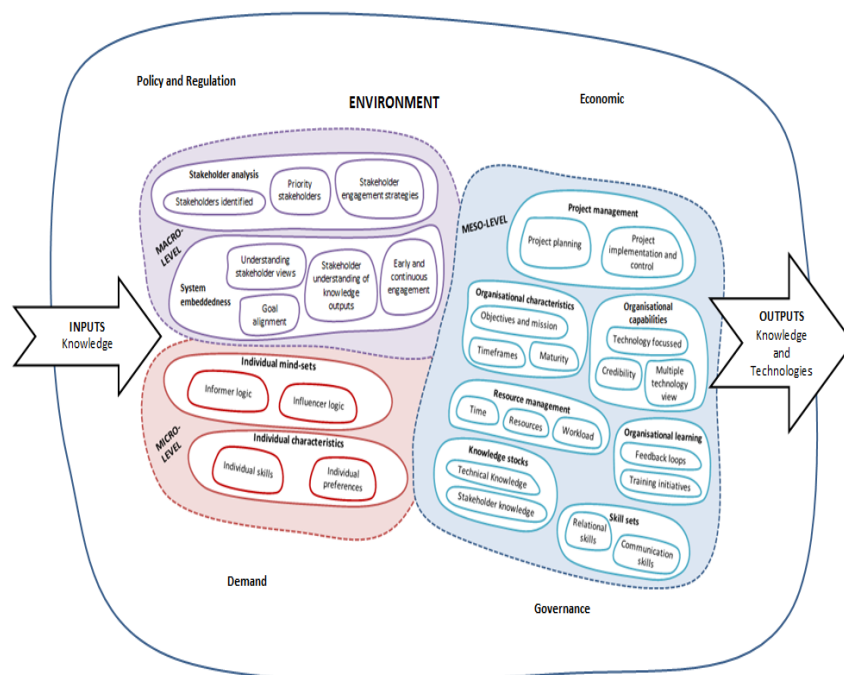 Policy and Regulation
Economic
ENVIRONMENT
MACRO-
LEVEL
Stakeholder analysis
Stakeholders identified
Priority
stakeholders
Stakeholder
engagement strategies
System
embeddedness
Understanding
stakeholder views
Goal
alignment
Stakeholder
understanding of
knowledge
outputs
Early and
continuous
engagement
INPUTS
Knowledge
MICRO-
LEVEL
Individual mind-sets
Informer logic
Influencer logic
Individual characteristics
Individual skills
Individual
preferences
MESO-LEVEL
Project management
Project planning
Project
implementation and
control
Organisational characteristics
Objectives and mission
Timeframes
Maturity
Organisational
capabilities
Technology focussed
Credibility
Multiple
technology
view
Resource management
Time
Resources
Workload
Organisational learning
Feedback loops
Training initiatives
Knowledge stocks
Technical Knowledge
Stakeholder knowledge
Skill sets
Relational
skills
Communication
skills
OUTPUTS
Knowledge
and
Technologies
Demand
Governance